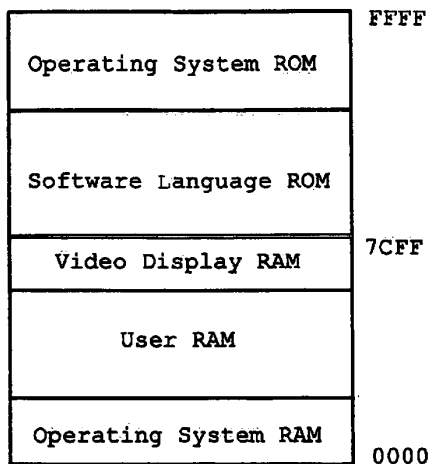 FFFF
Operating System ROM
Software Language ROM
7CFF
Video Display RAM
User RAM
Operating System RAM
0000